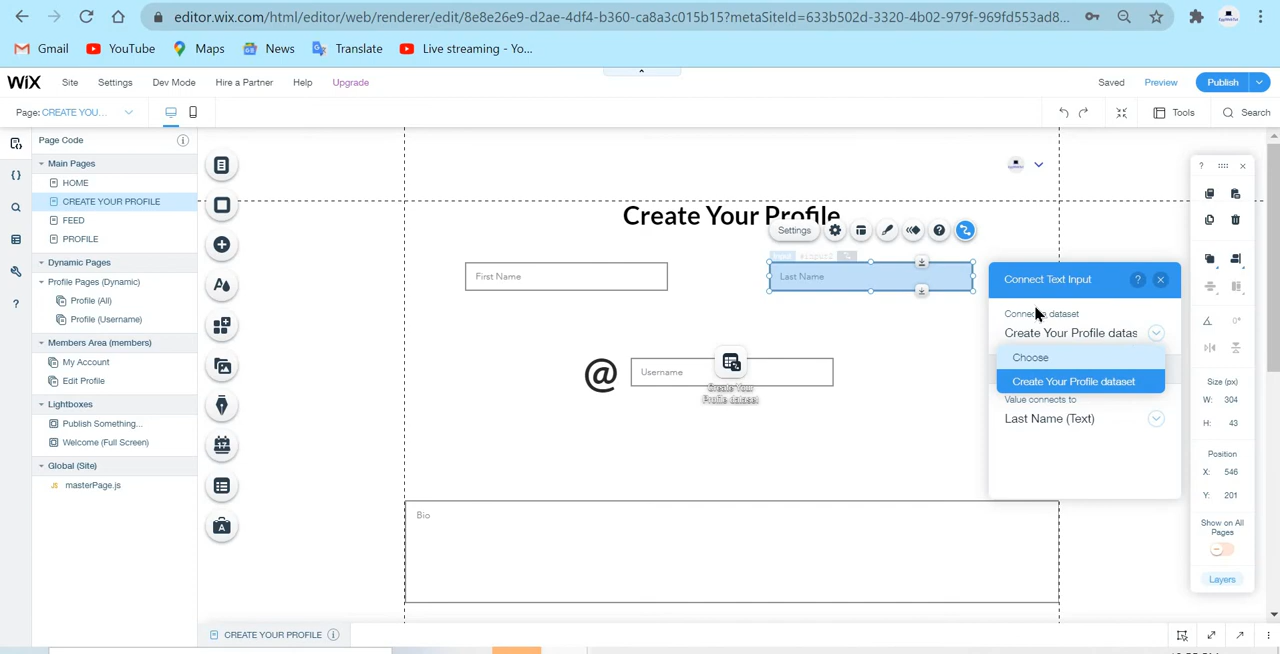 editor.wix.com/html/editor/web/renderer/edit/8e8e26e9-d2ae-4df4-b360-ca8a3c015b15?metaSiteId=633b502d-3320-4b02-979f-969fd553ad8...
Gmail YouTube Maps News Translate Live streaming - Yo...
WiX Site Settings Dev Mode Hire a Partner Help Upgrade Saved Preview Publish
Page: CREATE YOU... Tools Search
Page Code
Main Pages
HOME
CREATE YOUR PROFILE
FEED
PROFILE
Dynamic Pages
Profile Pages (Dynamic)
Profile (All)
Profile (Username)
Members Area (members)
My Account
Edit Profile
Lightboxes
Publish Something...
Welcome (Full Screen)
Global (Site)
masterPage.js
Create Your Profile
Settings
Input #input2
First Name
Last Name
@ Username
Create Your
Profile dataset
Bio
Connect Text Input
Connect a dataset
Create Your Profile datas
Choose
Create Your Profile dataset
Value connects to
Last Name (Text)
0°
Size (px)
W: 304
H: 43
Position
X: 546
Y: 201
Show on All
Pages
Layers
CREATE YOUR PROFILE